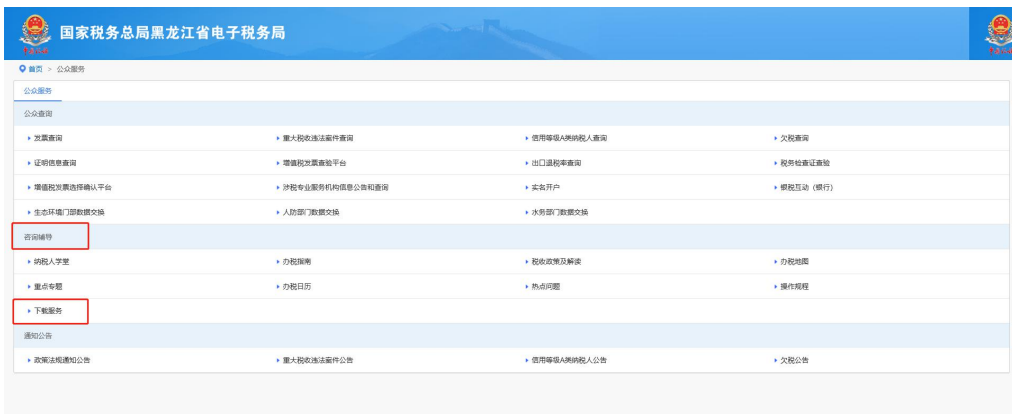 国家税务总局黑龙江省电子税务局
首页 > 公众服务
公众服务
公众查询
发票查询 重大税收违法案件查询 信用等级A类纳税人查询 欠税查询
证明信息查询 增值税发票查验平台 出口退税率查询 税务检查证查验
增值税发票选择确认平台 涉税专业服务机构信息公告和查询 实名开户 银税互动（银行）
生态环境门部数据交换 人防部门数据交换 水务部门数据交换
咨询辅导
纳税人学堂 办税指南 税收政策及解读 办税地图
重点专题 办税日历 热点问题 操作规程
下载服务
通知公告
政策法规通知公告 重大税收违法案件公告 信用等级A类纳税人公告 欠税公告